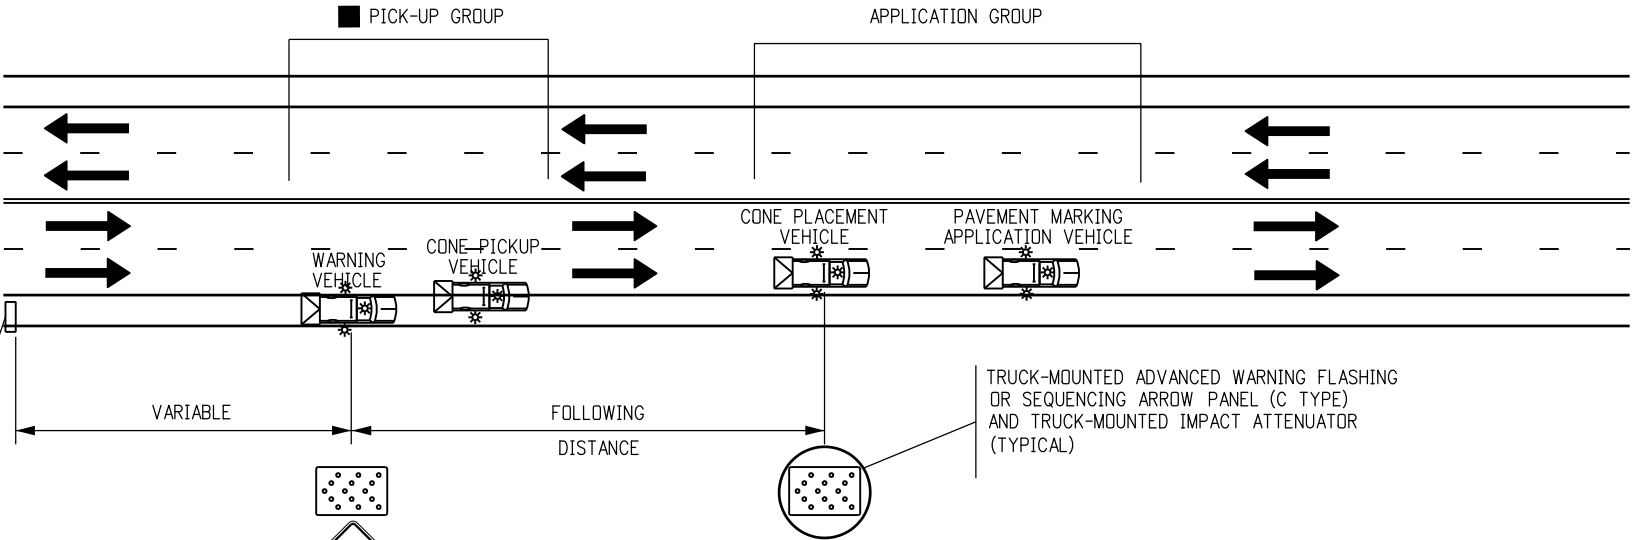 PICK-UP GROUP
APPLICATION GROUP
CONE PLACEMENT
VEHICLE
PAVEMENT MARKING
APPLICATION VEHICLE
CONE PICKUP
VEHICLE
WARNING
VEHICLE
TRUCK-MOUNTED ADVANCED WARNING FLASHING
OR SEQUENCING ARROW PANEL (C TYPE)
AND TRUCK-MOUNTED IMPACT ATTENUATOR
(TYPICAL)
VARIABLE
FOLLOWING
DISTANCE